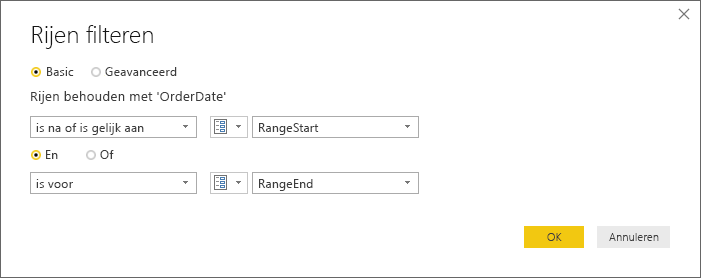 Rijen filteren
Basic Geavanceerd
Rijen behouden met 'OrderDate'
is na of is gelijk aan RangeStart
En Of
is voor RangeEnd
OK Annuleren